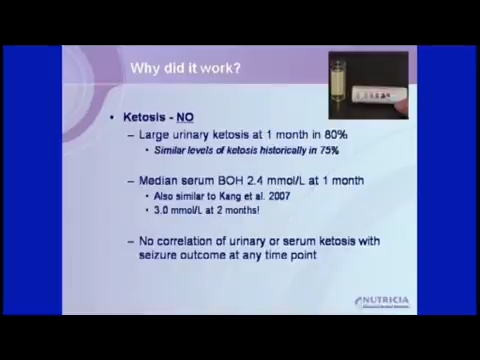 Why did it work?
• Ketosis - NO
– Large urinary ketosis at 1 month in 80%
• Similar levels of ketosis historically in 75%
– Median serum BOH 2.4 mmol/L at 1 month
• Also similar to Kang et al. 2007
• 3.0 mmol/L at 2 months!
– No correlation of urinary or serum ketosis with
seizure outcome at any time point
NUTRICIA